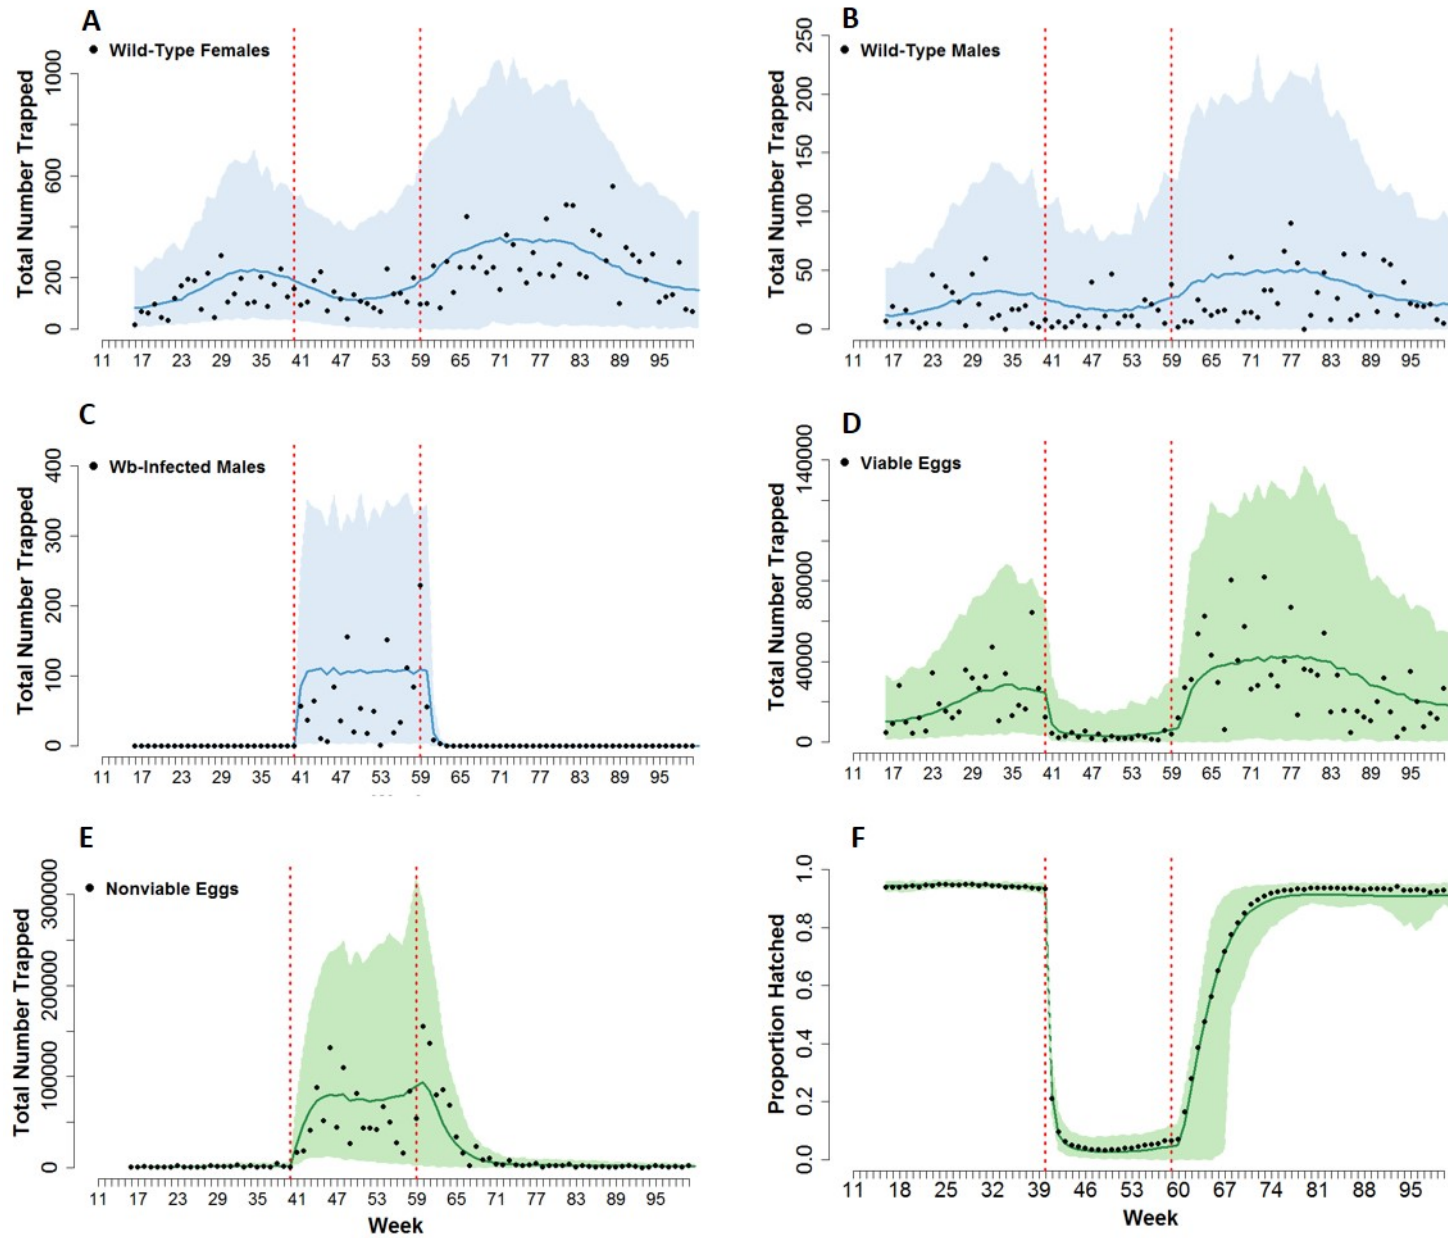 A
Wild-Type Females
Total Number Trapped
0 200 600 1000
11 17 23 29 35 41 47 53 59 65 71 77 83 89 95
B
Wild-Type Males
Total Number Trapped
0 50 100 150 200 250
11 17 23 29 35 41 47 53 59 65 71 77 83 89 95
C
Wb-Infected Males
Total Number Trapped
0 100 200 300 400
11 17 23 29 35 41 47 53 59 65 71 77 83 89 95
D
Viable Eggs
Total Number Trapped
0 40000 80000 140000
11 17 23 29 35 41 47 53 59 65 71 77 83 89 95
E
Nonviable Eggs
Total Number Trapped
0 100000 200000 300000
11 17 23 29 35 41 47 53 59 65 71 77 83 89 95
Week
F
Proportion Hatched
0.0 0.2 0.4 0.6 0.8 1.0
11 18 25 32 39 46 53 60 67 74 81 88 95
Week